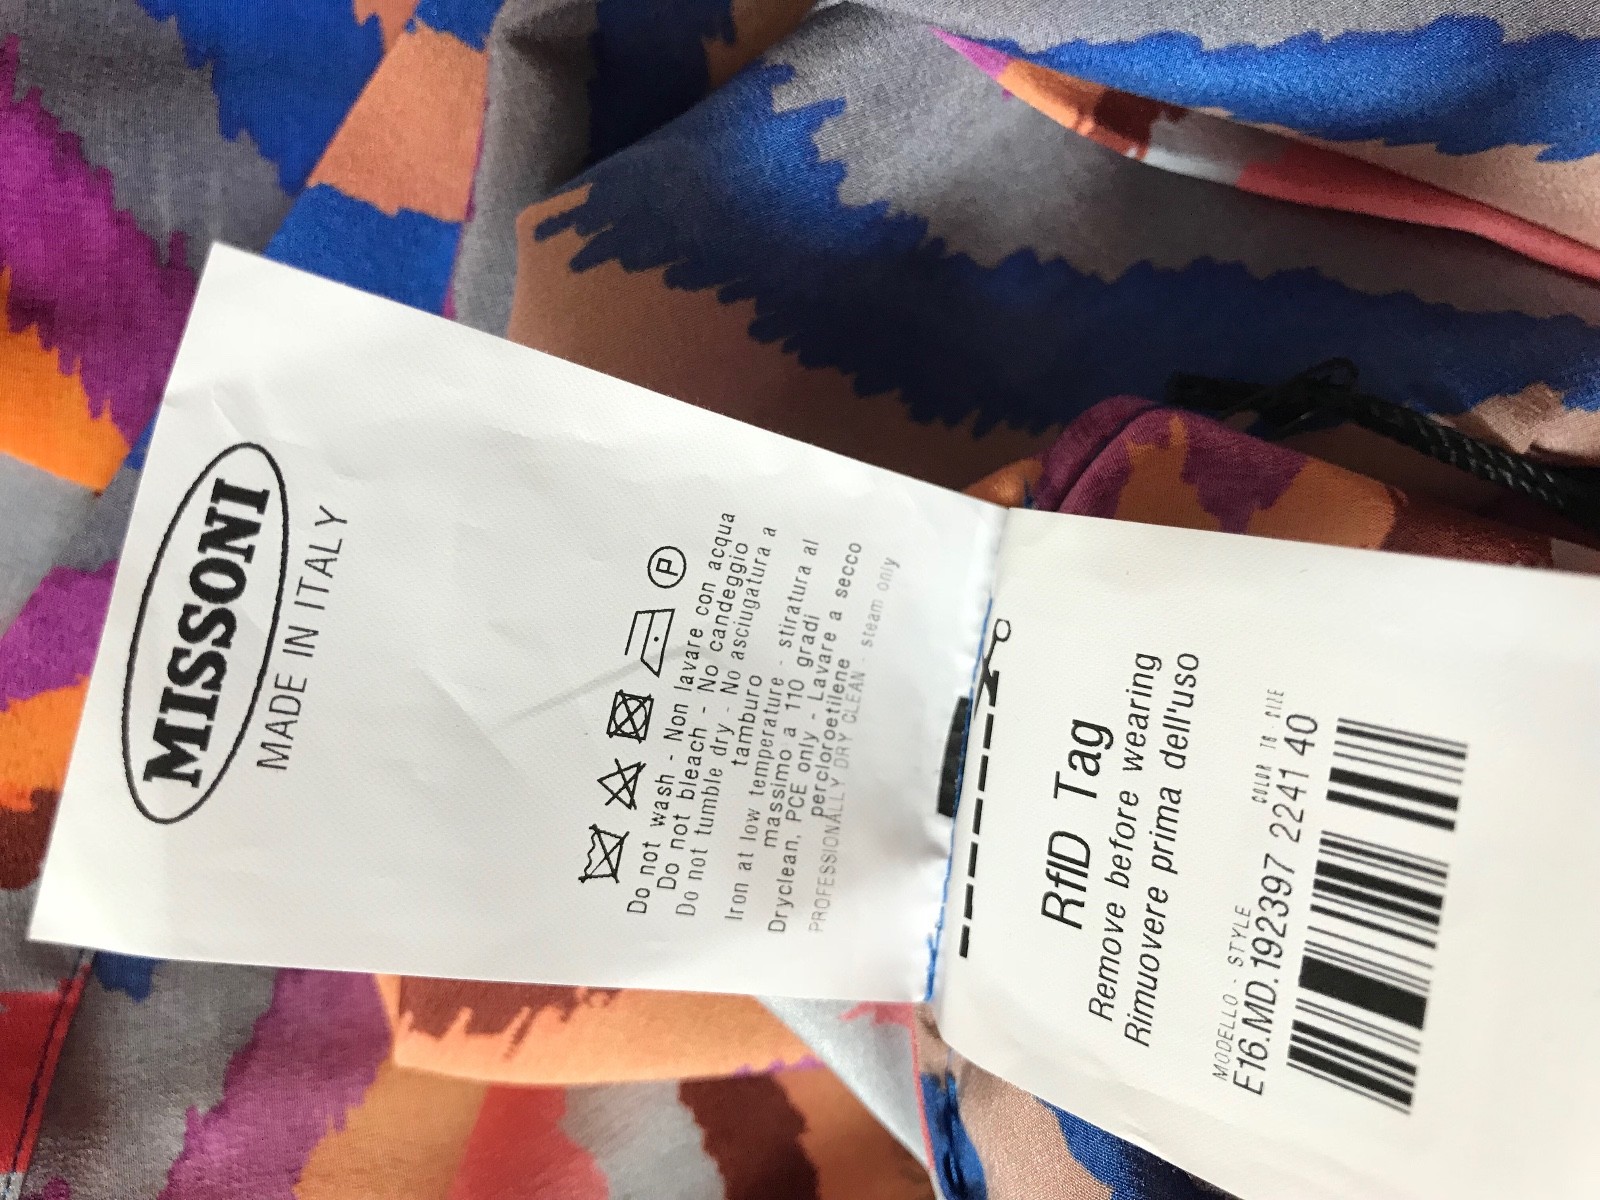 MISSONI
MADE IN ITALY
P
Do not wash - Non lavare con acqua
Do not bleach - No candeggio
Do not tumble dry - No asciugatura a
tamburo
Iron at low temperature - stiratura al
massimo a 110 gradi
Dryclean, PCE only - Lavare a secco
percloroetilene
PROFESSIONALLY DRY CLEAN - steam only
RfID Tag
Remove before wearing
Rimuovere prima dell'uso
MODELLO - STYLE
E16.MD.192397 2241 40